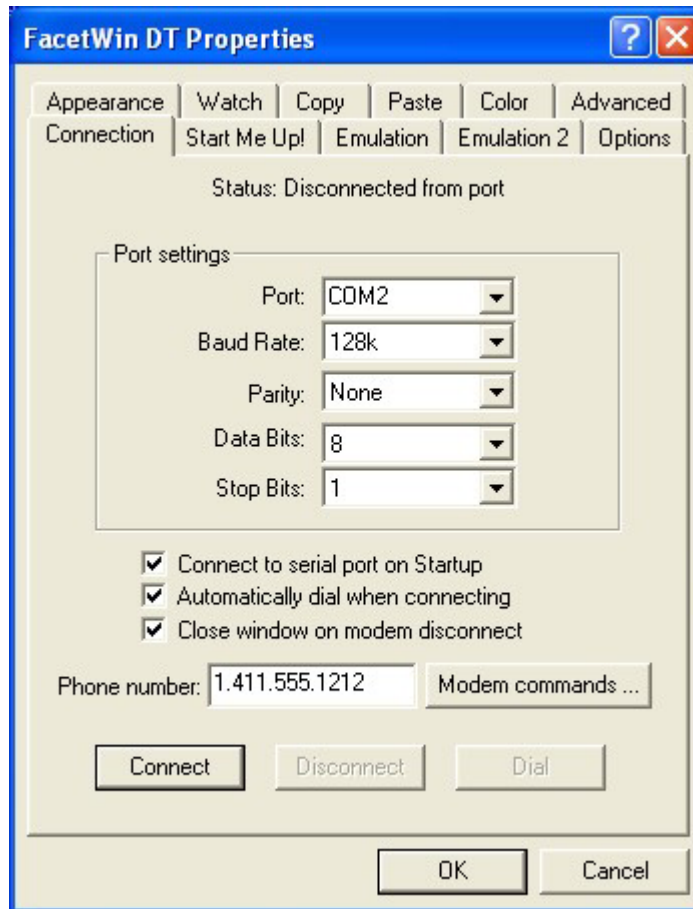 FacetWin DT Properties
Appearance Watch Copy Paste Color Advanced
Connection Start Me Up! Emulation Emulation 2 Options
Status: Disconnected from port
Port settings
Port: COM2
Baud Rate: 128k
Parity: None
Data Bits: 8
Stop Bits: 1
Connect to serial port on Startup
Automatically dial when connecting
Close window on modem disconnect
Phone number: 1.411.555.1212 Modem commands ...
Connect Disconnect Dial
OK Cancel